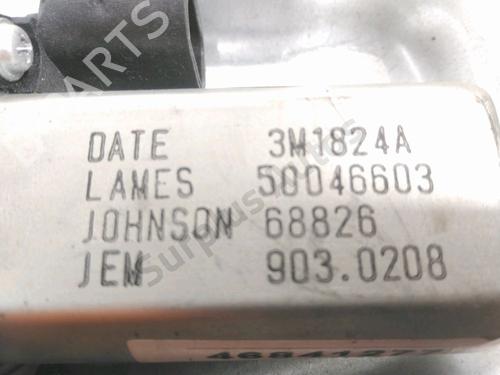 DATE 3M1824A
LAMES 50046603
JOHNSON 68826
JEM 903.0208